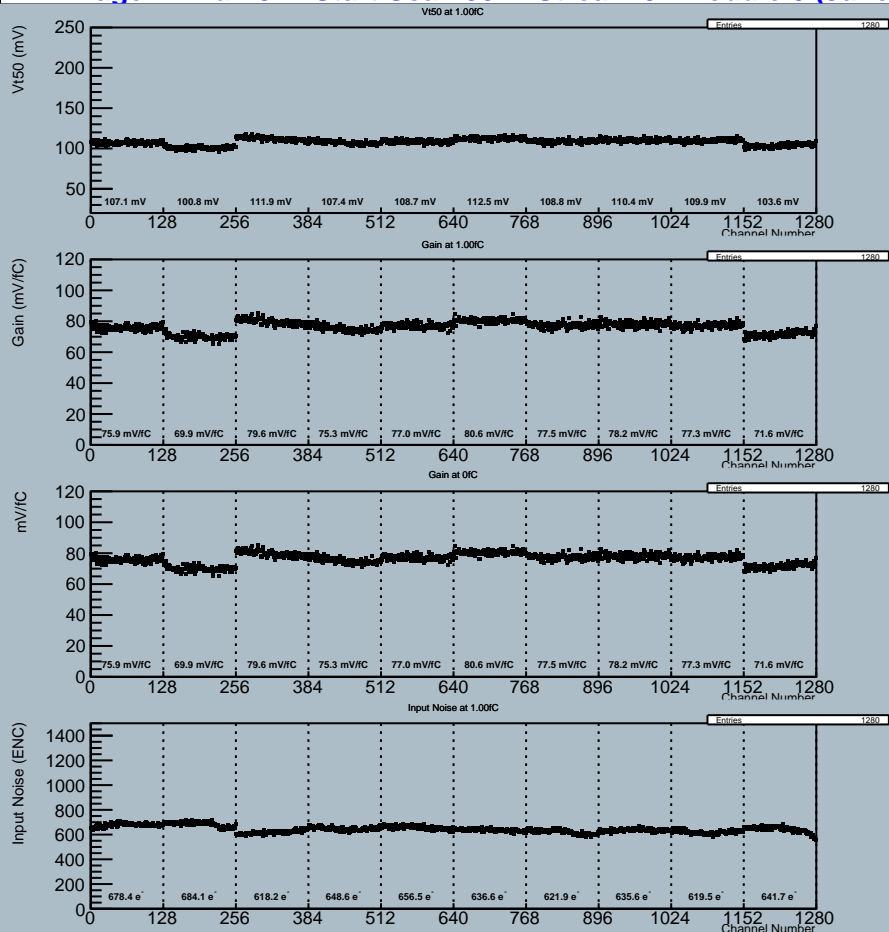 Vt50 at 1.00fC
Entries 1280
Vt50 (mV)
250
200
150
100
50
107.1 mV 100.8 mV 111.9 mV 107.4 mV 108.7 mV 112.5 mV 108.8 mV 110.4 mV 109.9 mV 103.6 mV
0 128 256 384 512 640 768 896 1024 1152 1280
Channel Number
Gain at 1.00fC
Entries 1280
Gain (mV/fC)
120
100
80
60
40
20
0
75.9 mV/fC 69.9 mV/fC 79.6 mV/fC 75.3 mV/fC 77.0 mV/fC 80.6 mV/fC 77.5 mV/fC 78.2 mV/fC 77.3 mV/fC 71.6 mV/fC
0 128 256 384 512 640 768 896 1024 1152 1280
Channel Number
Gain at 0fC
Entries 1280
mV/fC
120
100
80
60
40
20
0
75.9 mV/fC 69.9 mV/fC 79.6 mV/fC 75.3 mV/fC 77.0 mV/fC 80.6 mV/fC 77.5 mV/fC 78.2 mV/fC 77.3 mV/fC 71.6 mV/fC
0 128 256 384 512 640 768 896 1024 1152 1280
Channel Number
Input Noise at 1.00fC
Entries 1280
Input Noise (ENC)
1400
1200
1000
800
600
400
200
0
678.4 e⁻ 684.1 e⁻ 618.2 e⁻ 648.6 e⁻ 656.5 e⁻ 636.6 e⁻ 621.9 e⁻ 635.6 e⁻ 619.5 e⁻ 641.7 e⁻
0 128 256 384 512 640 768 896 1024 1152 1280
Channel Number